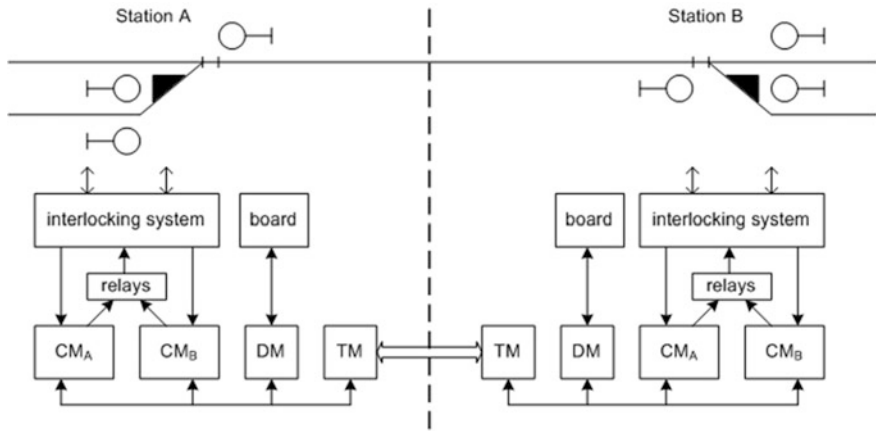 Station A
Station B
interlocking system
board
board
interlocking system
relays
relays
CMA
CMB
DM
TM
TM
DM
CMA
CMB